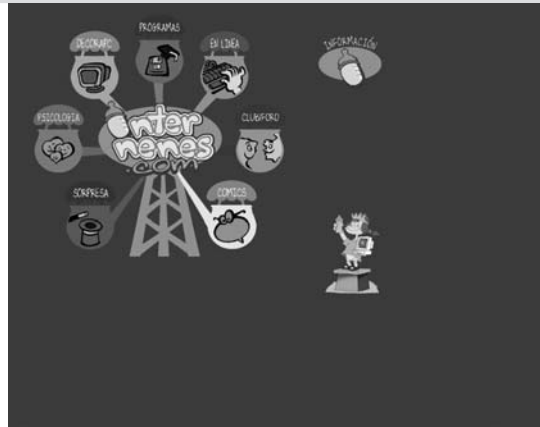 PROGRAMAS
DECORAPC
EN LINEA
INFORMACIÓN
PSICOLOGIA
CLUB/FORO
inter
nenes
.com
SORPRESA
COMICS